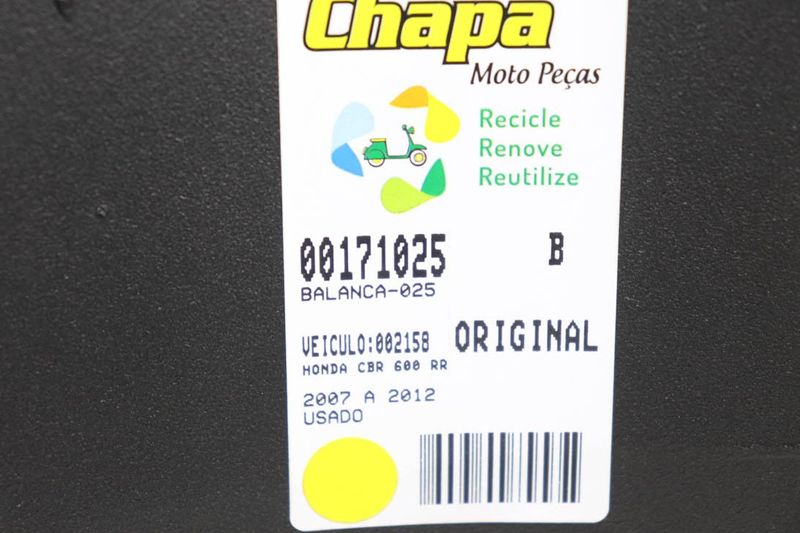 Chapa
Moto Peças
Recicle
Renove
Reutilize
00171025 B
BALANCA-025
VEICULO:002158 ORIGINAL
HONDA CBR 600 RR
2007 A 2012
USADO